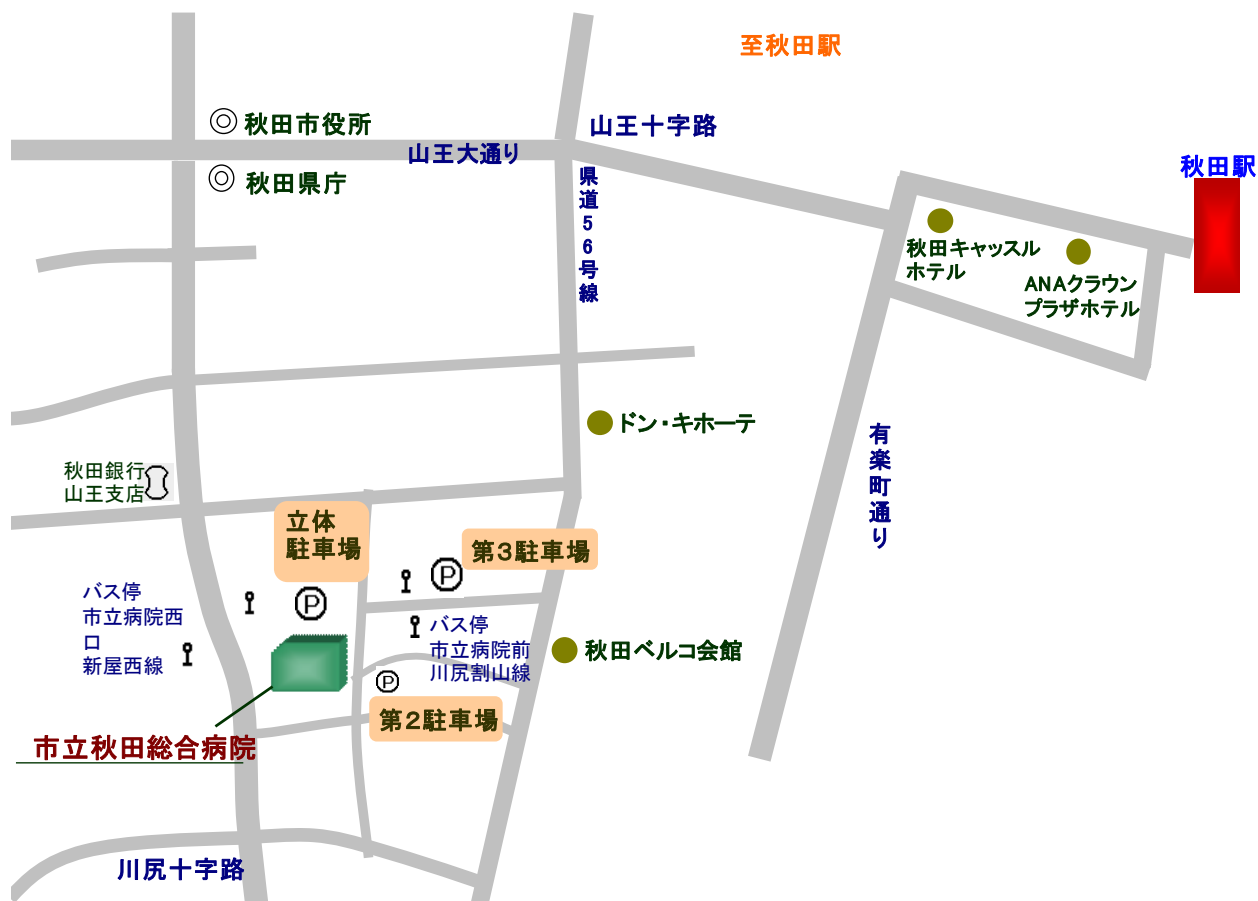 至秋田駅
秋田市役所
山王十字路
山王大通り
秋田駅
秋田県庁
県道56号線
秋田キャッスル
ホテル
ANAクラウン
プラザホテル
ドン・キホーテ
有楽町通り
秋田銀行
山王支店
立体
駐車場
第3駐車場
P
P
バス停
市立病院西
口
新屋西線
バス停
市立病院前
川尻割山線
秋田ベルコ会館
P
第2駐車場
市立秋田総合病院
川尻十字路